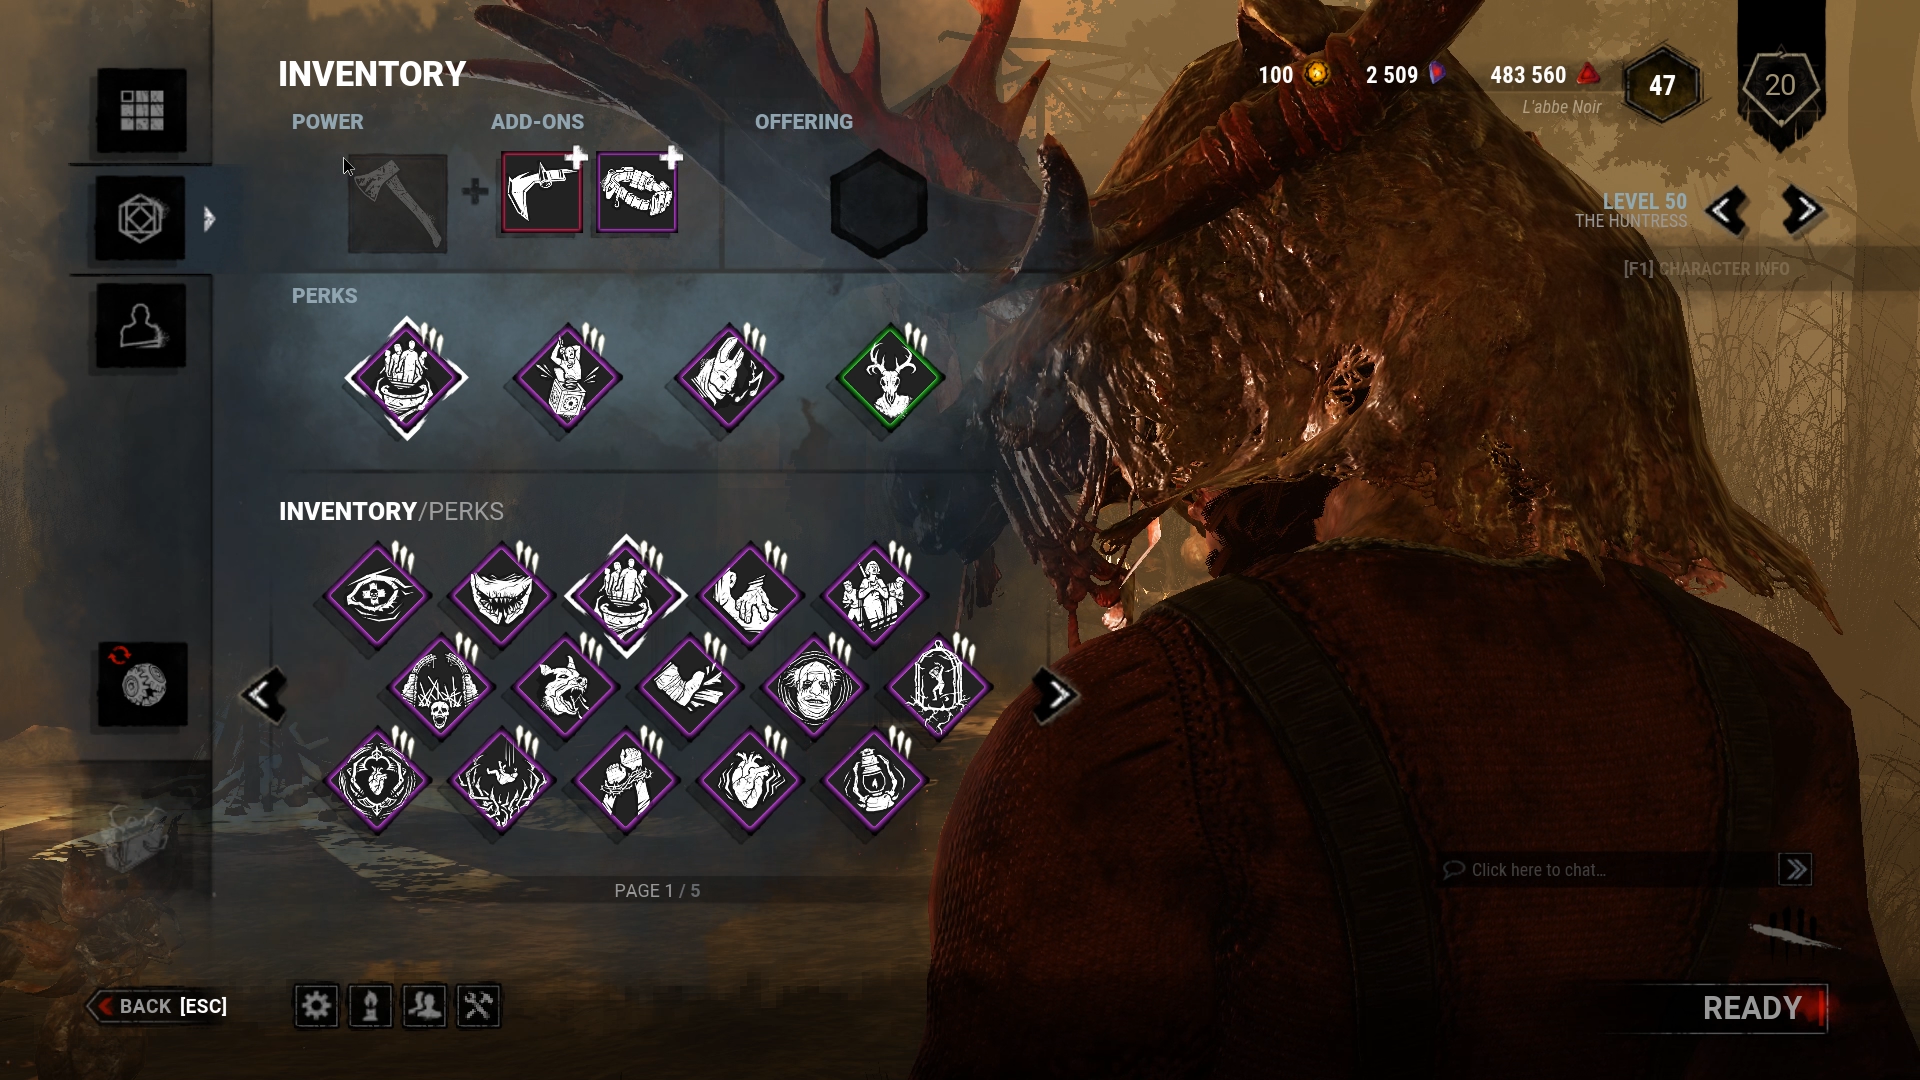 INVENTORY
100
2 509
483 560
L'abbe Noir
47
20
POWER
ADD-ONS
OFFERING
LEVEL 50
THE HUNTRESS
[F1] CHARACTER INFO
PERKS
INVENTORY/PERKS
PAGE 1 / 5
Click here to chat...
BACK [ESC]
READY